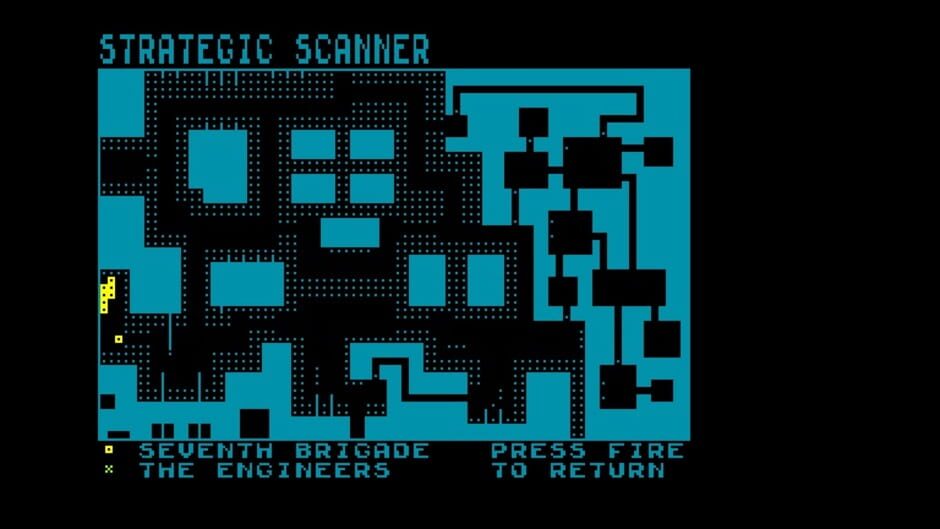 STRATEGIC SCANNER
SEVENTH BRIGADE PRESS FIRE
THE ENGINEERS TO RETURN